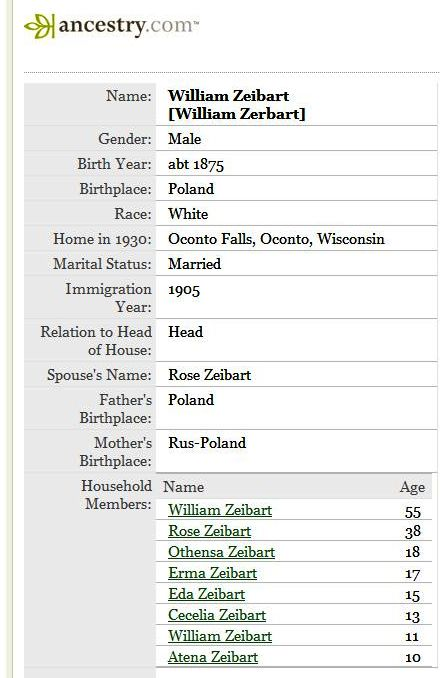 ancestry.com™
Name: William Zeibart
[William Zerbart]
Gender: Male
Birth Year: abt 1875
Birthplace: Poland
Race: White
Home in 1930: Oconto Falls, Oconto, Wisconsin
Marital Status: Married
Immigration 1905
Year:
Relation to Head Head
of House:
Spouse's Name: Rose Zeibart
Father's Poland
Birthplace:
Mother's Rus-Poland
Birthplace:
Household Name Age
Members: William Zeibart 55
Rose Zeibart 38
Othensa Zeibart 18
Erma Zeibart 17
Eda Zeibart 15
Cecelia Zeibart 13
William Zeibart 11
Atena Zeibart 10